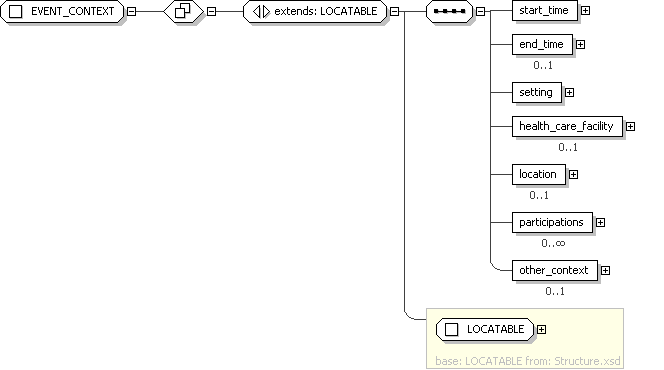 EVENT_CONTEXT
extends: LOCATABLE
start_time
end_time
0..1
setting
health_care_facility
0..1
location
0..1
participations
0..∞
other_context
0..1
LOCATABLE
base: LOCATABLE from: Structure.xsd